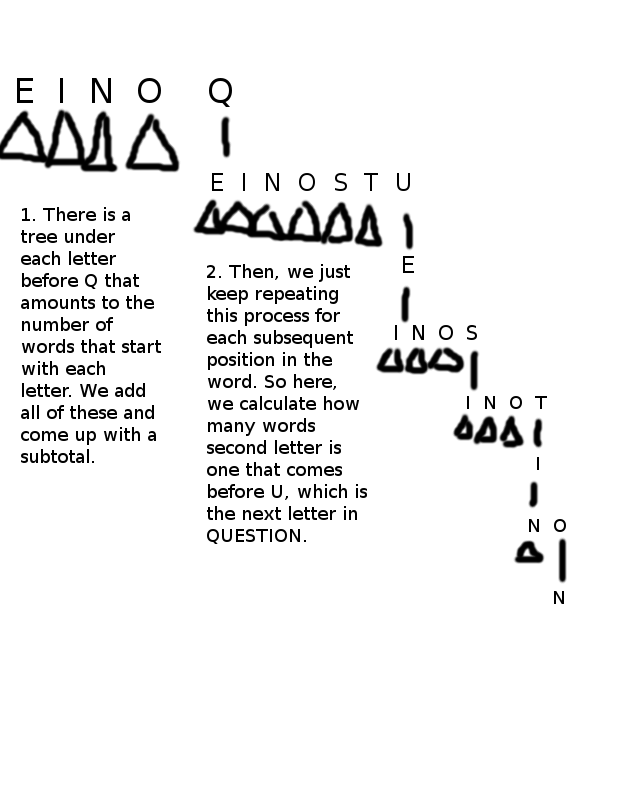 E I N O Q
E I N O S T U
1. There is a
tree under
each letter
before Q that
amounts to the
number of
words that start
with each
letter. We add
all of these and
come up with a
subtotal.
2. Then, we just
keep repeating
this process for
each subsequent
position in the
word. So here,
we calculate how
many words
second letter is
one that comes
before U, which is
the next letter in
QUESTION.
E
I N O S
I N O T
I
N O
N